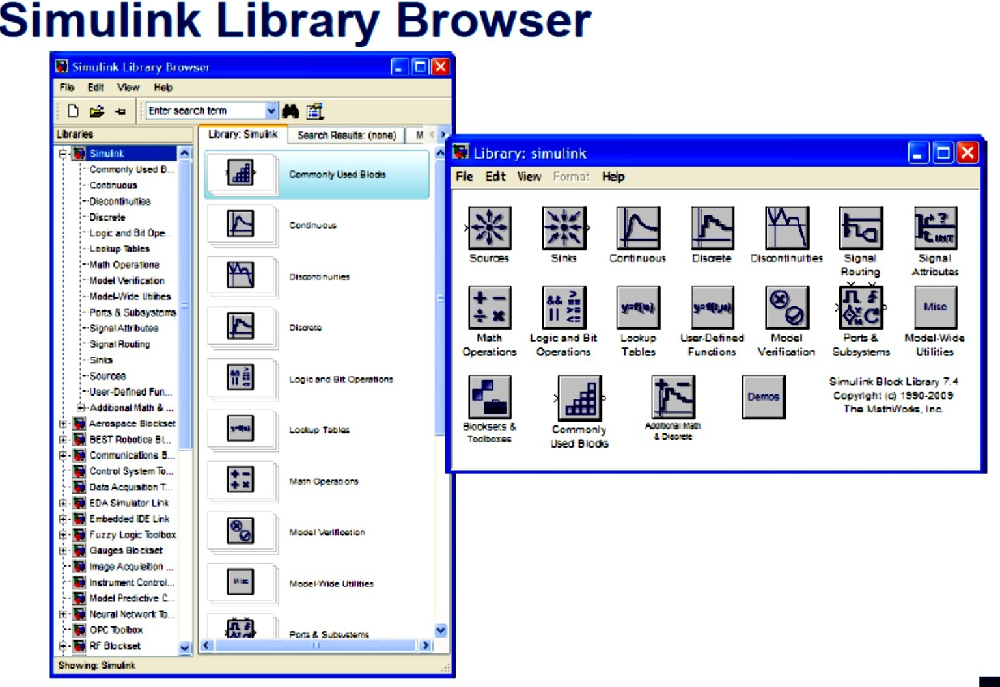 Simulink Library Browser
Simulink Library Browser
File Edit View Help
Enter search term
Libraries
Simulink
Commonly Used B...
Continuous
Discontinuities
Discrete
Logic and Bit Ope...
Lookup Tables
Math Operations
Model Verification
Model-Wide Utilities
Ports & Subsystems
Signal Attributes
Signal Routing
Sinks
Sources
User-Defined Fun...
Additional Math & ...
Aerospace Blockset
BEST Robotics Bl...
Communications B...
Control System To...
Data Acquisition T...
EDA Simulator Link
Embedded IDE Link
Fuzzy Logic Toolbox
Gauges Blockset
Image Acquisition ...
Instrument Control...
Model Predictive C...
Neural Network To...
OPC Toolbox
RF Blockset
Library: Simulink Search Results: (none) M
Commonly Used Blocks
Continuous
Discontinuities
Discrete
&& > == || >= <=
Logic and Bit Operations
y=f(u)
Lookup Tables
+ − ÷ ×
Math Operations
Model Verification
Misc
Model-Wide Utilities
Ports & Subsystems
Showing: Simulink
Library: simulink
File Edit View Format Help
? INT
Sources Sinks Continuous Discrete Discontinuities Signal Signal
Routing Attributes
+ − && > ==
÷ × || >= <=
y=f(u) y=f(t,u) Misc
Math Logic and Bit Lookup User-Defined Model Ports & Model-Wide
Operations Operations Tables Functions Verification Subsystems Utilities
Demos
Blocksets & Commonly Additional Math
Toolboxes Used Blocks & Discrete
Simulink Block Library 7.4
Copyright (c) 1990-2009
The MathWorks, Inc.